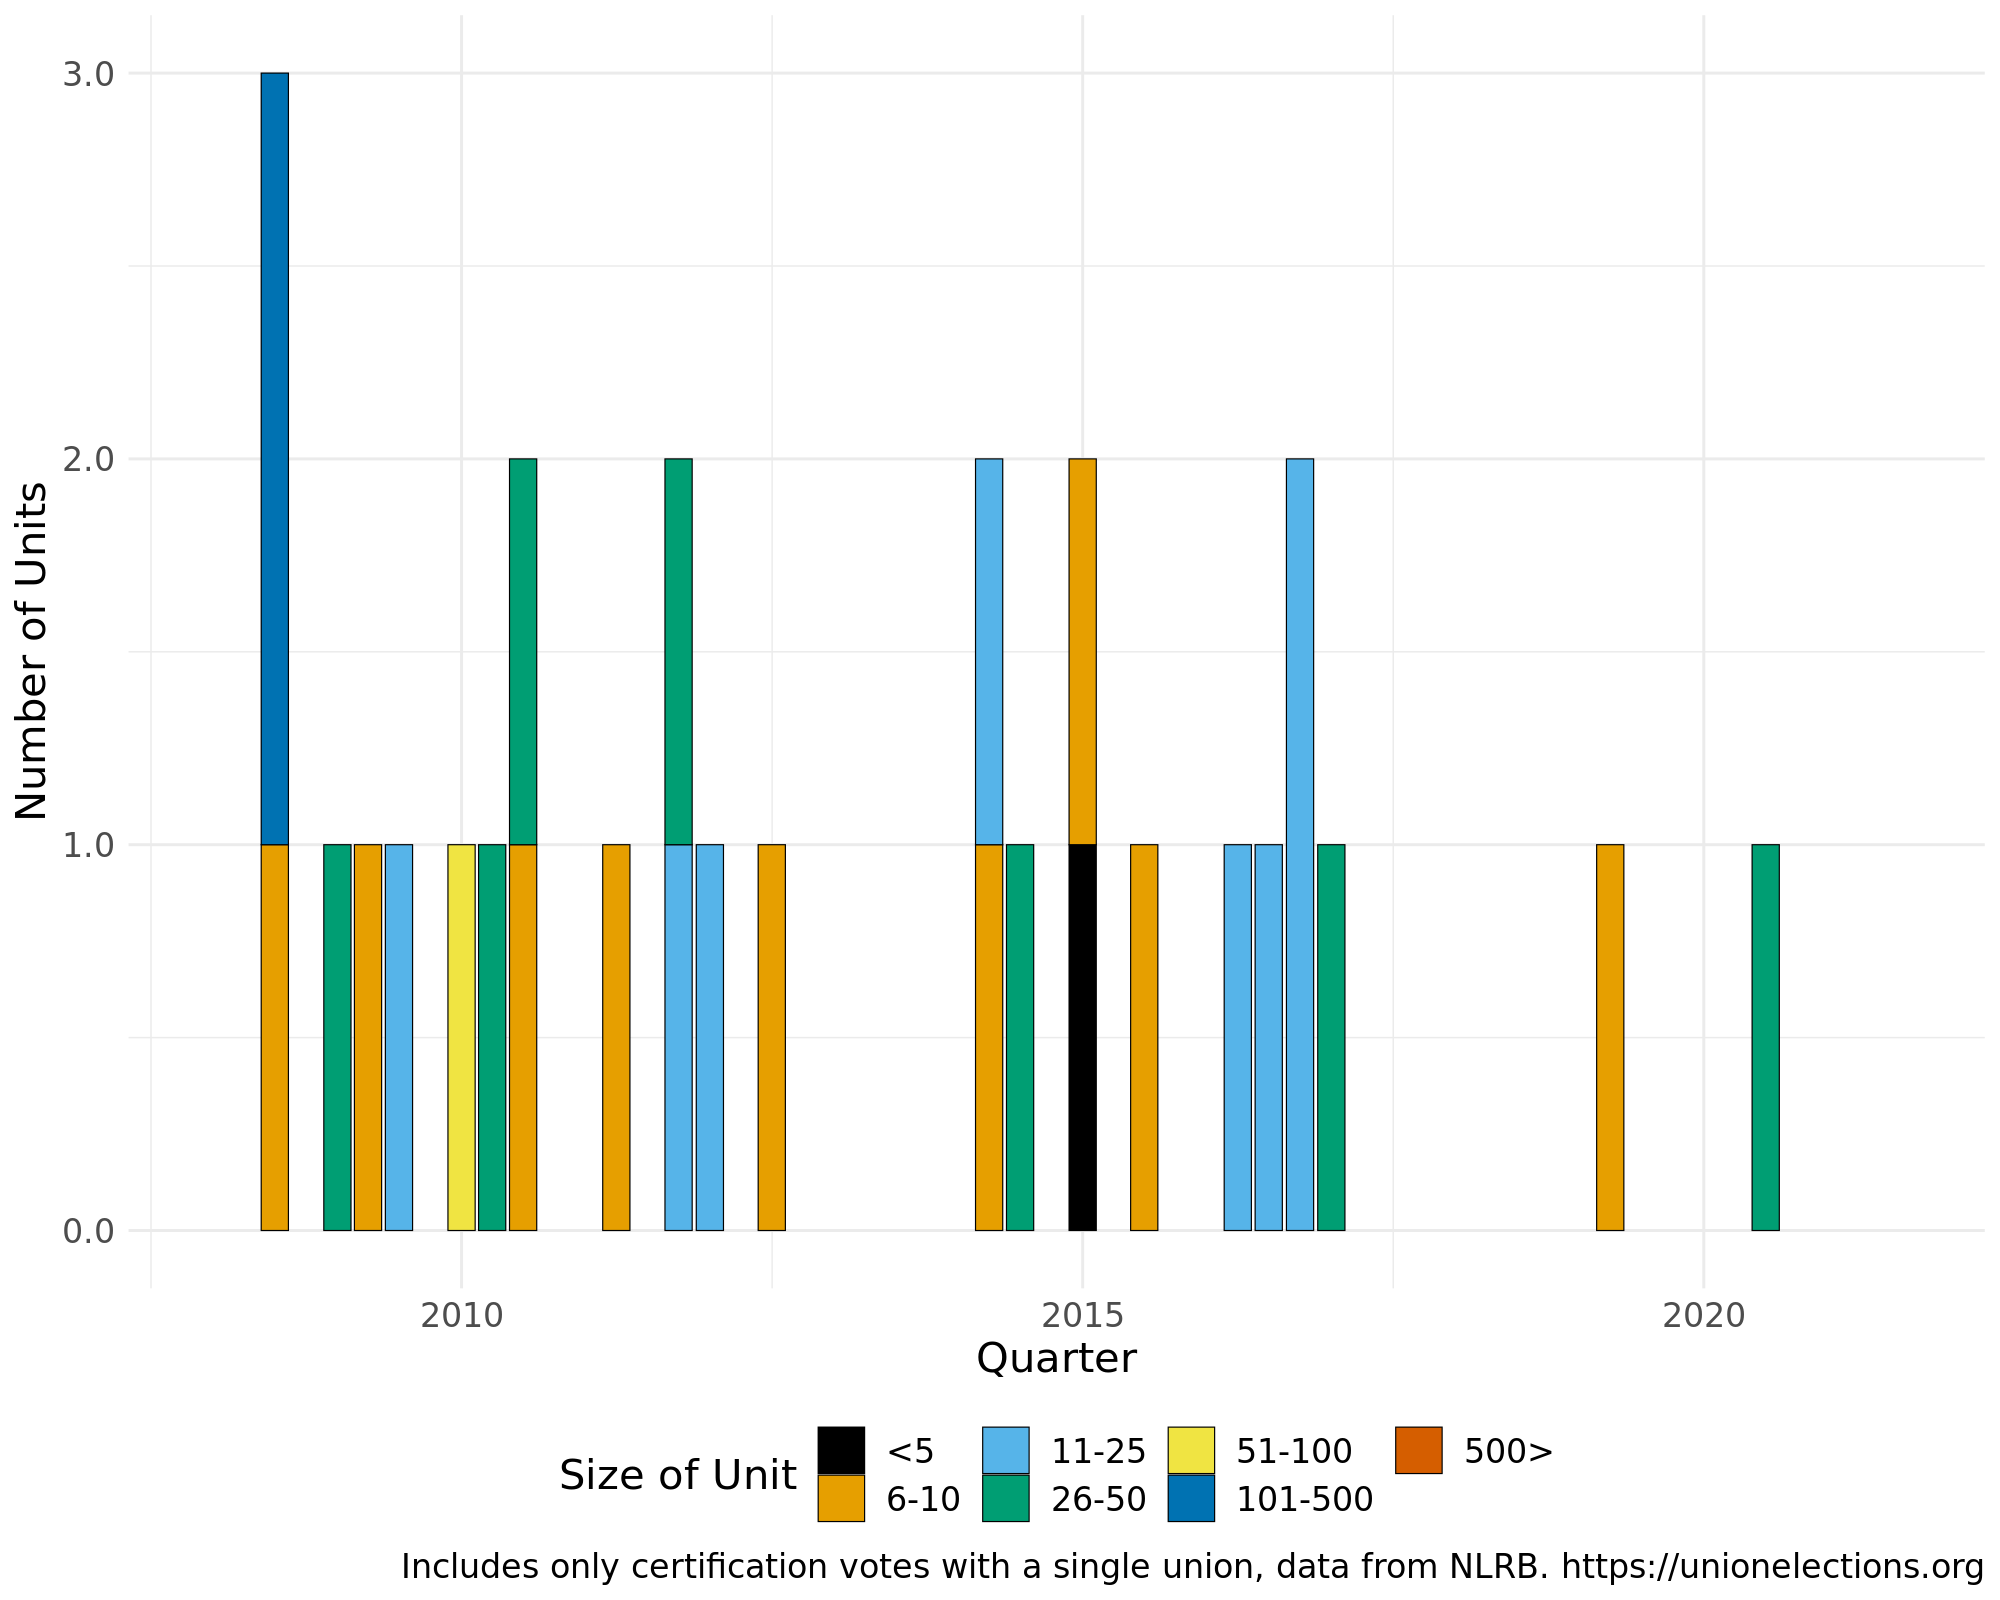 3.0
2.0
1.0
0.0
Number of Units
2010 2015 2020
Quarter
Size of Unit
<5 11-25 51-100 500>
6-10 26-50 101-500
Includes only certification votes with a single union, data from NLRB. https://unionelections.org